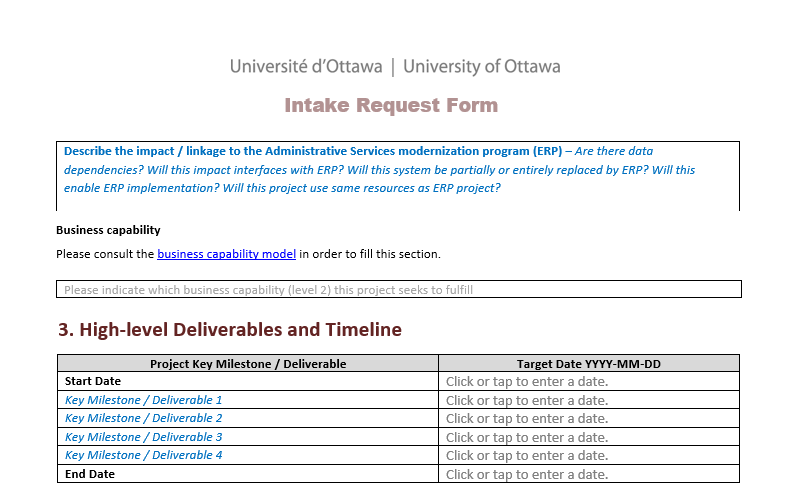 Université d'Ottawa | University of Ottawa
Intake Request Form
Describe the impact / linkage to the Administrative Services modernization program (ERP) – Are there data
dependencies? Will this impact interfaces with ERP? Will this system be partially or entirely replaced by ERP? Will this
enable ERP implementation? Will this project use same resources as ERP project?
Business capability
Please consult the business capability model in order to fill this section.
Please indicate which business capability (level 2) this project seeks to fulfill
3. High-level Deliverables and Timeline
Project Key Milestone / Deliverable Target Date YYYY-MM-DD
Start Date Click or tap to enter a date.
Key Milestone / Deliverable 1 Click or tap to enter a date.
Key Milestone / Deliverable 2 Click or tap to enter a date.
Key Milestone / Deliverable 3 Click or tap to enter a date.
Key Milestone / Deliverable 4 Click or tap to enter a date.
End Date Click or tap to enter a date.